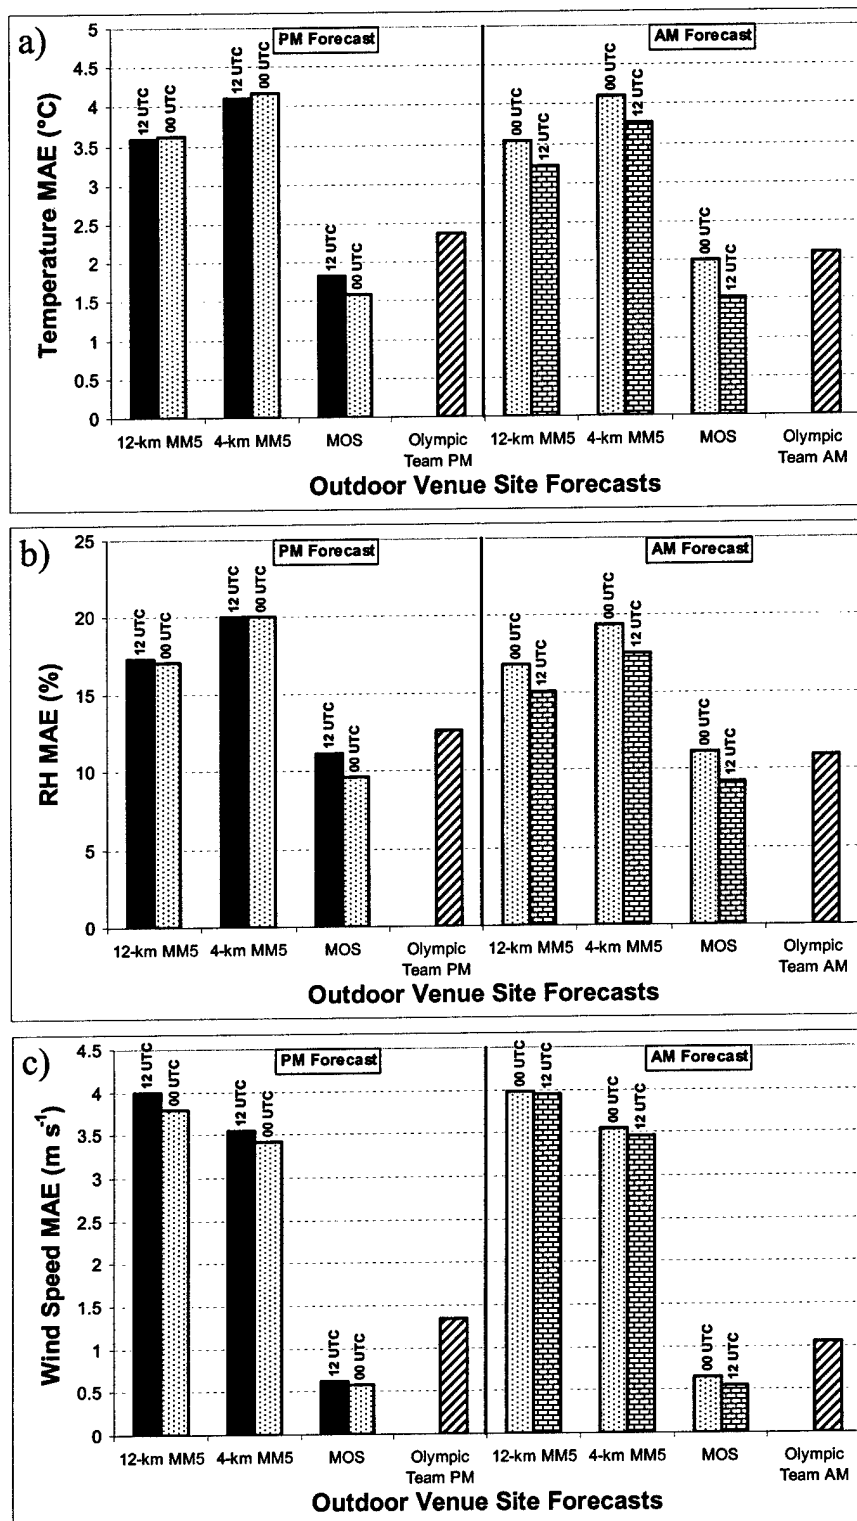 a)
Temperature MAE (ºC)
5
4.5
4
3.5
3
2.5
2
1.5
1
0.5
0
PM Forecast
AM Forecast
12 UTC
00 UTC
12 UTC
00 UTC
12 UTC
00 UTC
00 UTC
12 UTC
00 UTC
12 UTC
00 UTC
12 UTC
12-km MM5 4-km MM5 MOS Olympic 12-km MM5 4-km MM5 MOS Olympic
Team PM Team AM
Outdoor Venue Site Forecasts
b)
RH MAE (%)
25
20
15
10
5
0
PM Forecast
AM Forecast
12 UTC
00 UTC
12 UTC
00 UTC
12 UTC
00 UTC
00 UTC
12 UTC
00 UTC
12 UTC
00 UTC
12 UTC
12-km MM5 4-km MM5 MOS Olympic 12-km MM5 4-km MM5 MOS Olympic
Team PM Team AM
Outdoor Venue Site Forecasts
c)
Wind Speed MAE (m s⁻¹)
4.5
4
3.5
3
2.5
2
1.5
1
0.5
0
PM Forecast
AM Forecast
12 UTC
00 UTC
12 UTC
00 UTC
12 UTC
00 UTC
00 UTC
12 UTC
00 UTC
12 UTC
00 UTC
12 UTC
12-km MM5 4-km MM5 MOS Olympic 12-km MM5 4-km MM5 MOS Olympic
Team PM Team AM
Outdoor Venue Site Forecasts